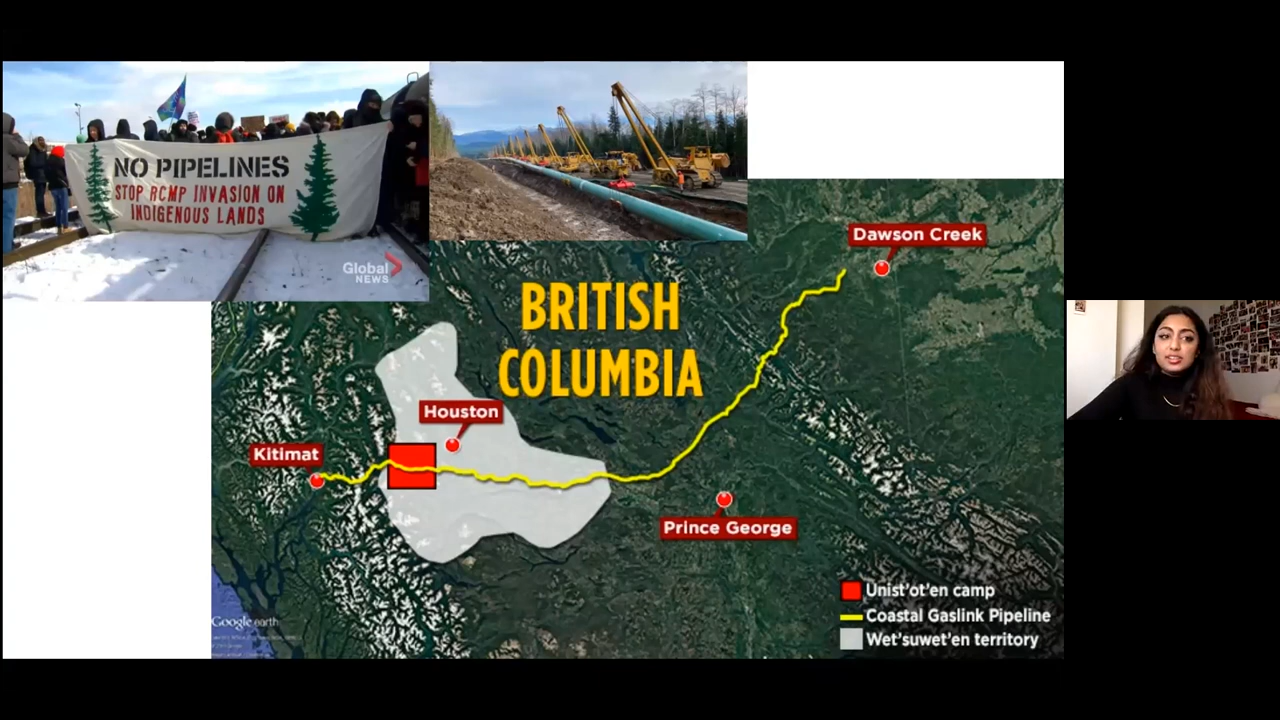 NO PIPELINES
STOP RCMP INVASION ON
INDIGENOUS LANDS
Global
NEWS
BRITISH
COLUMBIA
Dawson Creek
Houston
Kitimat
Prince George
Unist'ot'en camp
Coastal Gaslink Pipeline
Wet'suwet'en territory
Google earth